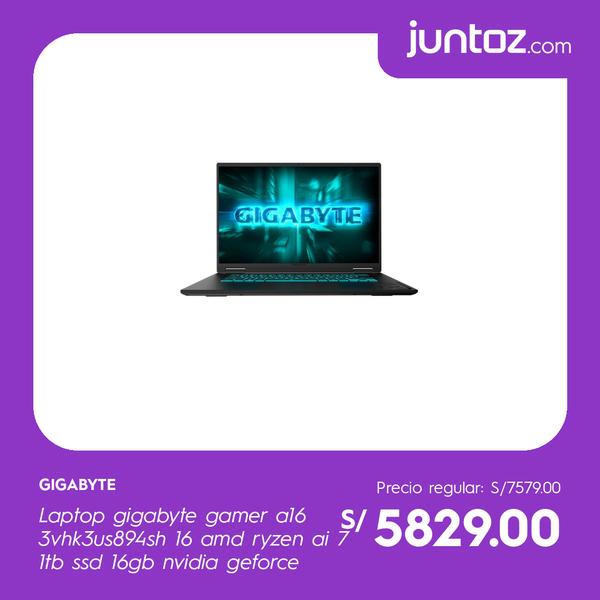 juntoz.com
GIGABYTE
GIGABYTE
Precio regular: S/7579.00
Laptop gigabyte gamer a16
3vhk3us894sh 16 amd ryzen ai 7
1tb ssd 16gb nvidia geforce
S/ 5829.00